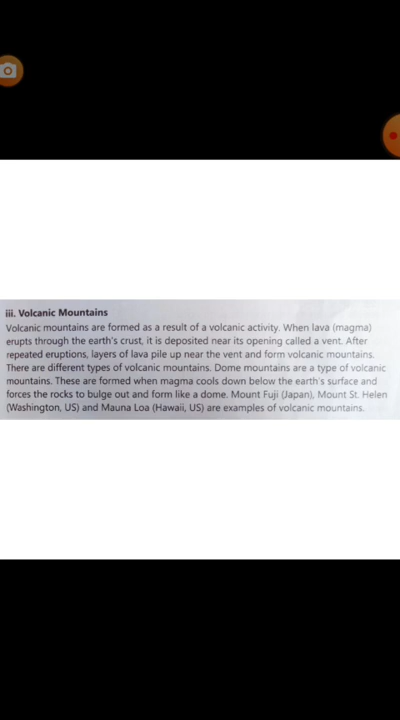 iii. Volcanic Mountains
Volcanic mountains are formed as a result of a volcanic activity. When lava (magma)
erupts through the earth's crust, it is deposited near its opening called a vent. After
repeated eruptions, layers of lava pile up near the vent and form volcanic mountains.
There are different types of volcanic mountains. Dome mountains are a type of volcanic
mountains. These are formed when magma cools down below the earth's surface and
forces the rocks to bulge out and form like a dome. Mount Fuji (Japan), Mount St. Helen
(Washington, US) and Mauna Loa (Hawaii, US) are examples of volcanic mountains.